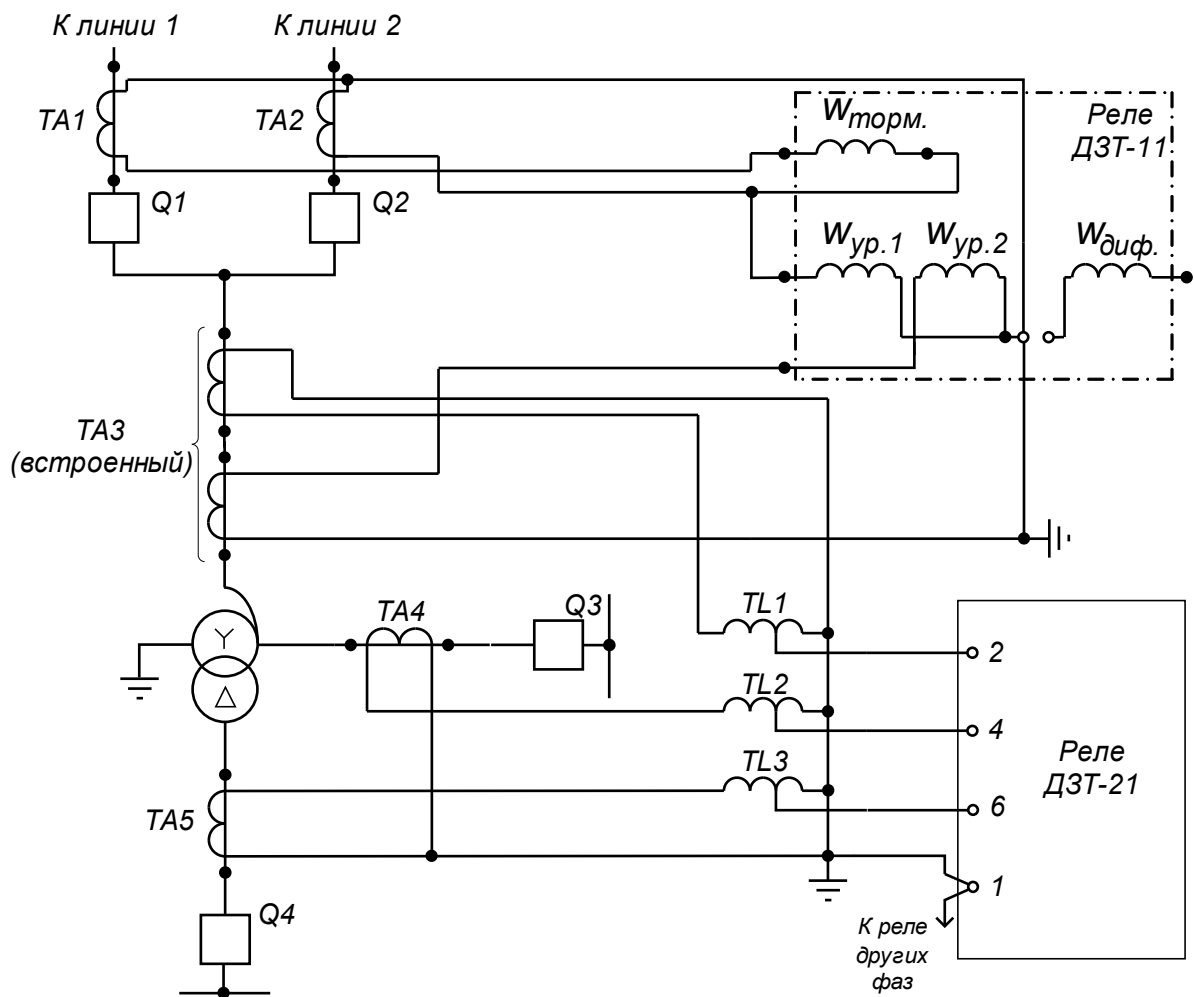 К линии 1
К линии 2
TA1
TA2
Wторм.
Реле
ДЗТ-11
Q1
Q2
Wур.1
Wур.2
Wдиф.
TA3
(встроенный)
TA4
Q3
TL1
2
TL2
4
Реле
ДЗТ-21
TL3
6
TA5
1
Q4
К реле
других
фаз